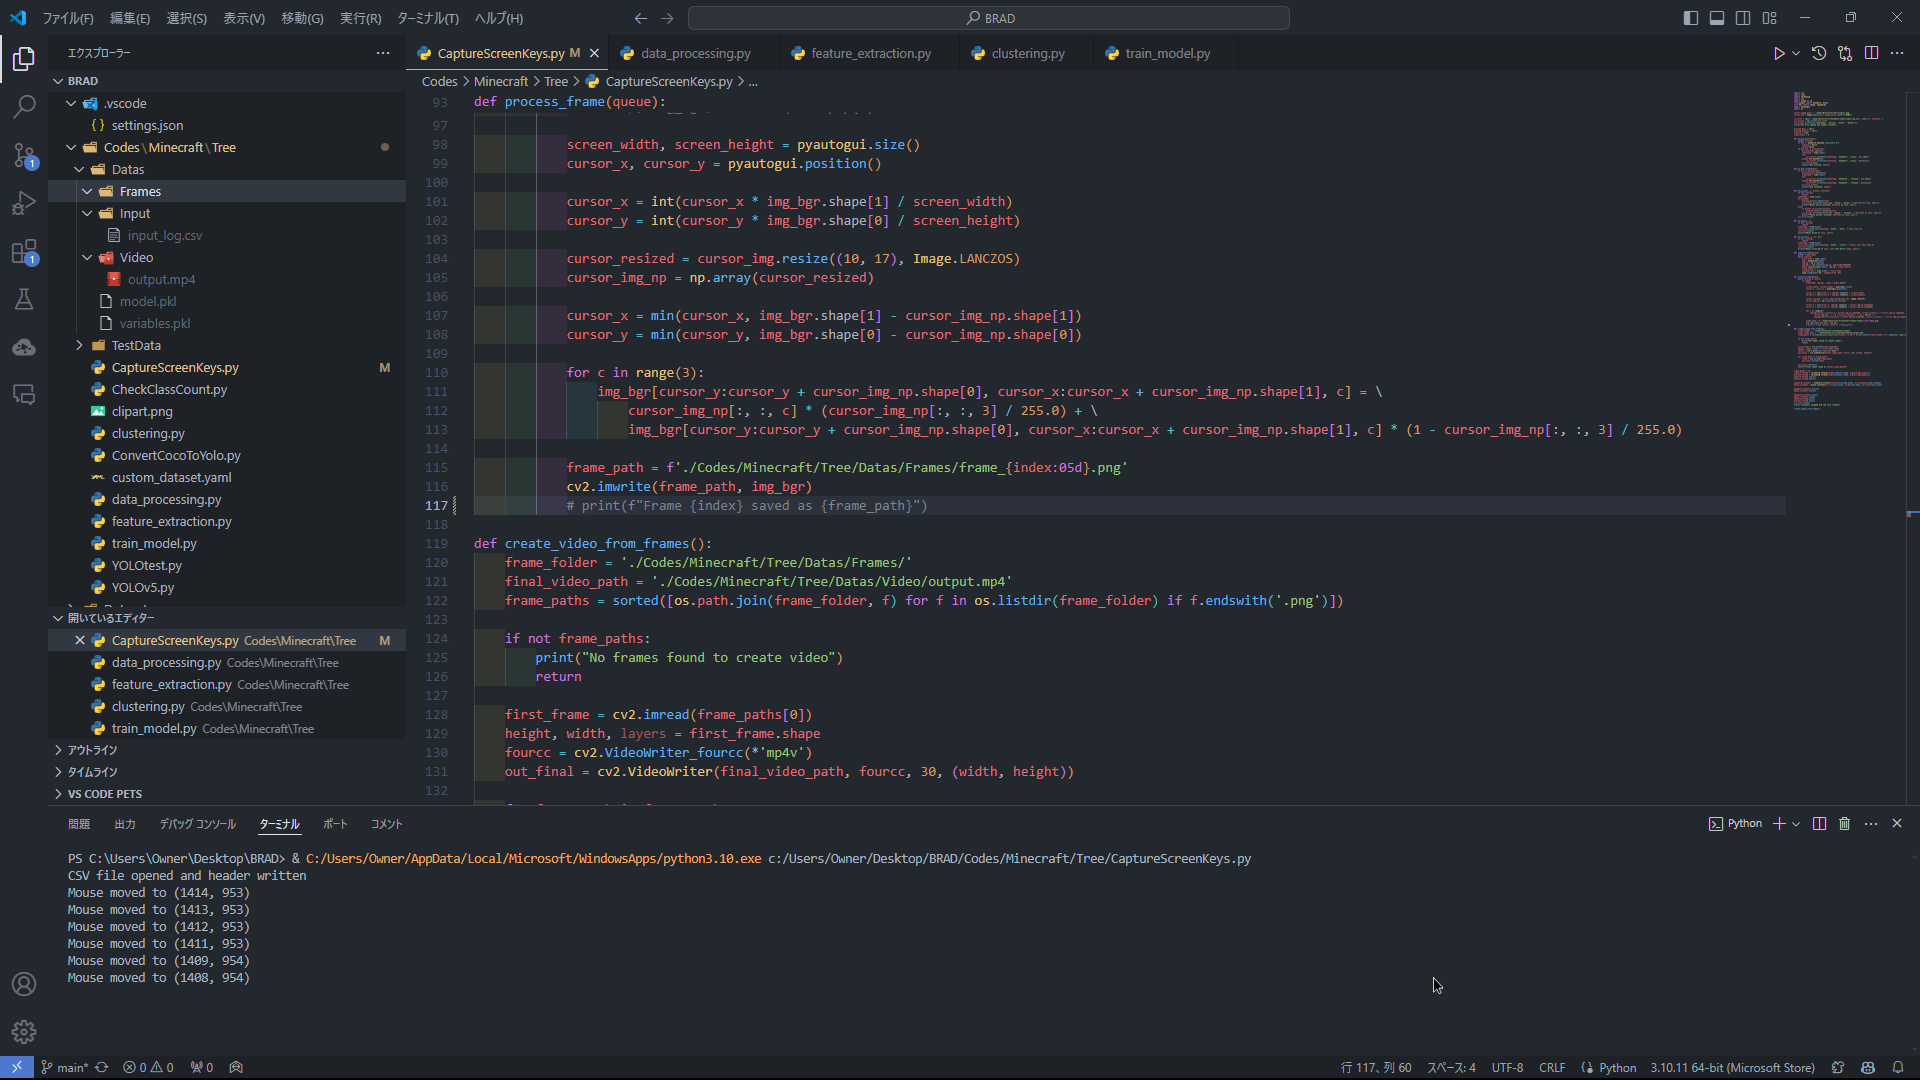 ファイル(F) 編集(E) 選択(S) 表示(V) 移動(G) 実行(R) ターミナル(T) ヘルプ(H) BRAD
エクスプローラー
CaptureScreenKeys.py M
data_processing.py
feature_extraction.py
clustering.py
train_model.py
Codes > Minecraft > Tree > CaptureScreenKeys.py > ...
BRAD
.vscode
settings.json
Codes\Minecraft\Tree
Datas
Frames
Input
input_log.csv
Video
output.mp4
model.pkl
variables.pkl
TestData
CaptureScreenKeys.py M
CheckClassCount.py
clipart.png
clustering.py
ConvertCocoToYolo.py
custom_dataset.yaml
data_processing.py
feature_extraction.py
train_model.py
YOLOtest.py
YOLOv5.py
開いているエディター
CaptureScreenKeys.py Codes\Minecraft\Tree M
data_processing.py Codes\Minecraft\Tree
feature_extraction.py Codes\Minecraft\Tree
clustering.py Codes\Minecraft\Tree
train_model.py Codes\Minecraft\Tree
アウトライン
タイムライン
VS CODE PETS
1
1
93 def process_frame(queue):
97
98 screen_width, screen_height = pyautogui.size()
99 cursor_x, cursor_y = pyautogui.position()
100
101 cursor_x = int(cursor_x * img_bgr.shape[1] / screen_width)
102 cursor_y = int(cursor_y * img_bgr.shape[0] / screen_height)
103
104 cursor_resized = cursor_img.resize((10, 17), Image.LANCZOS)
105 cursor_img_np = np.array(cursor_resized)
106
107 cursor_x = min(cursor_x, img_bgr.shape[1] - cursor_img_np.shape[1])
108 cursor_y = min(cursor_y, img_bgr.shape[0] - cursor_img_np.shape[0])
109
110 for c in range(3):
111 img_bgr[cursor_y:cursor_y + cursor_img_np.shape[0], cursor_x:cursor_x + cursor_img_np.shape[1], c] = \
112 cursor_img_np[:, :, c] * (cursor_img_np[:, :, 3] / 255.0) + \
113 img_bgr[cursor_y:cursor_y + cursor_img_np.shape[0], cursor_x:cursor_x + cursor_img_np.shape[1], c] * (1 - cursor_img_np[:, :, 3] / 255.0)
114
115 frame_path = f'./Codes/Minecraft/Tree/Datas/Frames/frame_{index:05d}.png'
116 cv2.imwrite(frame_path, img_bgr)
117 # print(f"Frame {index} saved as {frame_path}")
118
119 def create_video_from_frames():
120 frame_folder = './Codes/Minecraft/Tree/Datas/Frames/'
121 final_video_path = './Codes/Minecraft/Tree/Datas/Video/output.mp4'
122 frame_paths = sorted([os.path.join(frame_folder, f) for f in os.listdir(frame_folder) if f.endswith('.png')])
123
124 if not frame_paths:
125 print("No frames found to create video")
126 return
127
128 first_frame = cv2.imread(frame_paths[0])
129 height, width, layers = first_frame.shape
130 fourcc = cv2.VideoWriter_fourcc(*'mp4v')
131 out_final = cv2.VideoWriter(final_video_path, fourcc, 30, (width, height))
132
問題 出力 デバッグ コンソール ターミナル ポート コメント
Python
PS C:\Users\Owner\Desktop\BRAD> & C:/Users/Owner/AppData/Local/Microsoft/WindowsApps/python3.10.exe c:/Users/Owner/Desktop/BRAD/Codes/Minecraft/Tree/CaptureScreenKeys.py
CSV file opened and header written
Mouse moved to (1414, 953)
Mouse moved to (1413, 953)
Mouse moved to (1412, 953)
Mouse moved to (1411, 953)
Mouse moved to (1409, 954)
Mouse moved to (1408, 954)
main* 0 0 0
行 117、列 60 スペース: 4 UTF-8 CRLF Python 3.10.11 64-bit (Microsoft Store)